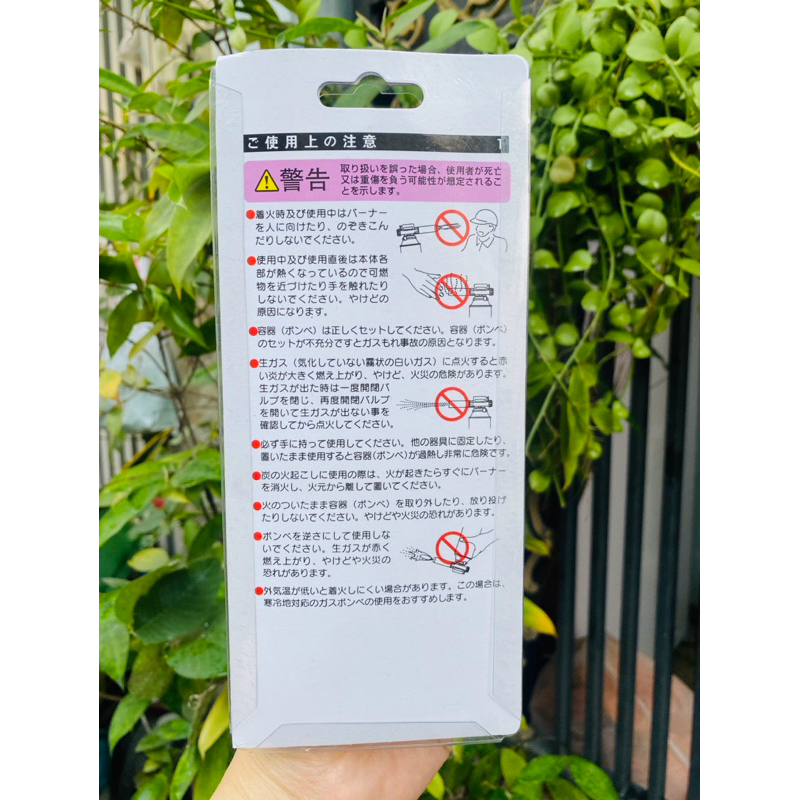 ご使用上の注意
警告
取り扱いを誤った場合、使用者が死亡
又は重傷を負う可能性が想定されるこ
とを示します。
●着火時及び使用中はバーナー
を人に向けたり、のぞきこん
だりしないでください。
●使用中及び使用直後は本体各
部が熱くなっているので可燃
物を近づけたり手を触れたり
しないでください。やけどの
原因になります。
●容器（ボンベ）は正しくセットしてください。容器（ボンベ）
のセットが不充分ですとガスもれ事故の原因となります。
●生ガス（気化していない霧状の白いガス）に点火すると赤
い炎が大きく燃え上がり、やけど、火災の危険があります。
生ガスが出た時は一度開閉バ
ルブを閉じ、再度開閉バルブ
を開いて生ガスが出ない事を
確認してから点火してください。
●必ず手に持って使用してください。他の器具に固定したり、
置いたまま使用すると容器(ボンベ)が過熱し非常に危険です。
●炭の火起こしに使用の際は、火が起きたらすぐにバーナー
を消火し、火元から離して置いてください。
●火のついたまま容器（ボンベ）を取り外したり、放り投げ
たりしないでください。やけどや火災の恐れがあります。
●ボンベを逆さにして使用しな
いでください。生ガスが赤く
燃え上がり、やけどや火災の
恐れがあります。
●外気温が低いと着火しにくい場合があります。この場合は、
寒冷地対応のガスボンベの使用をおすすめします。